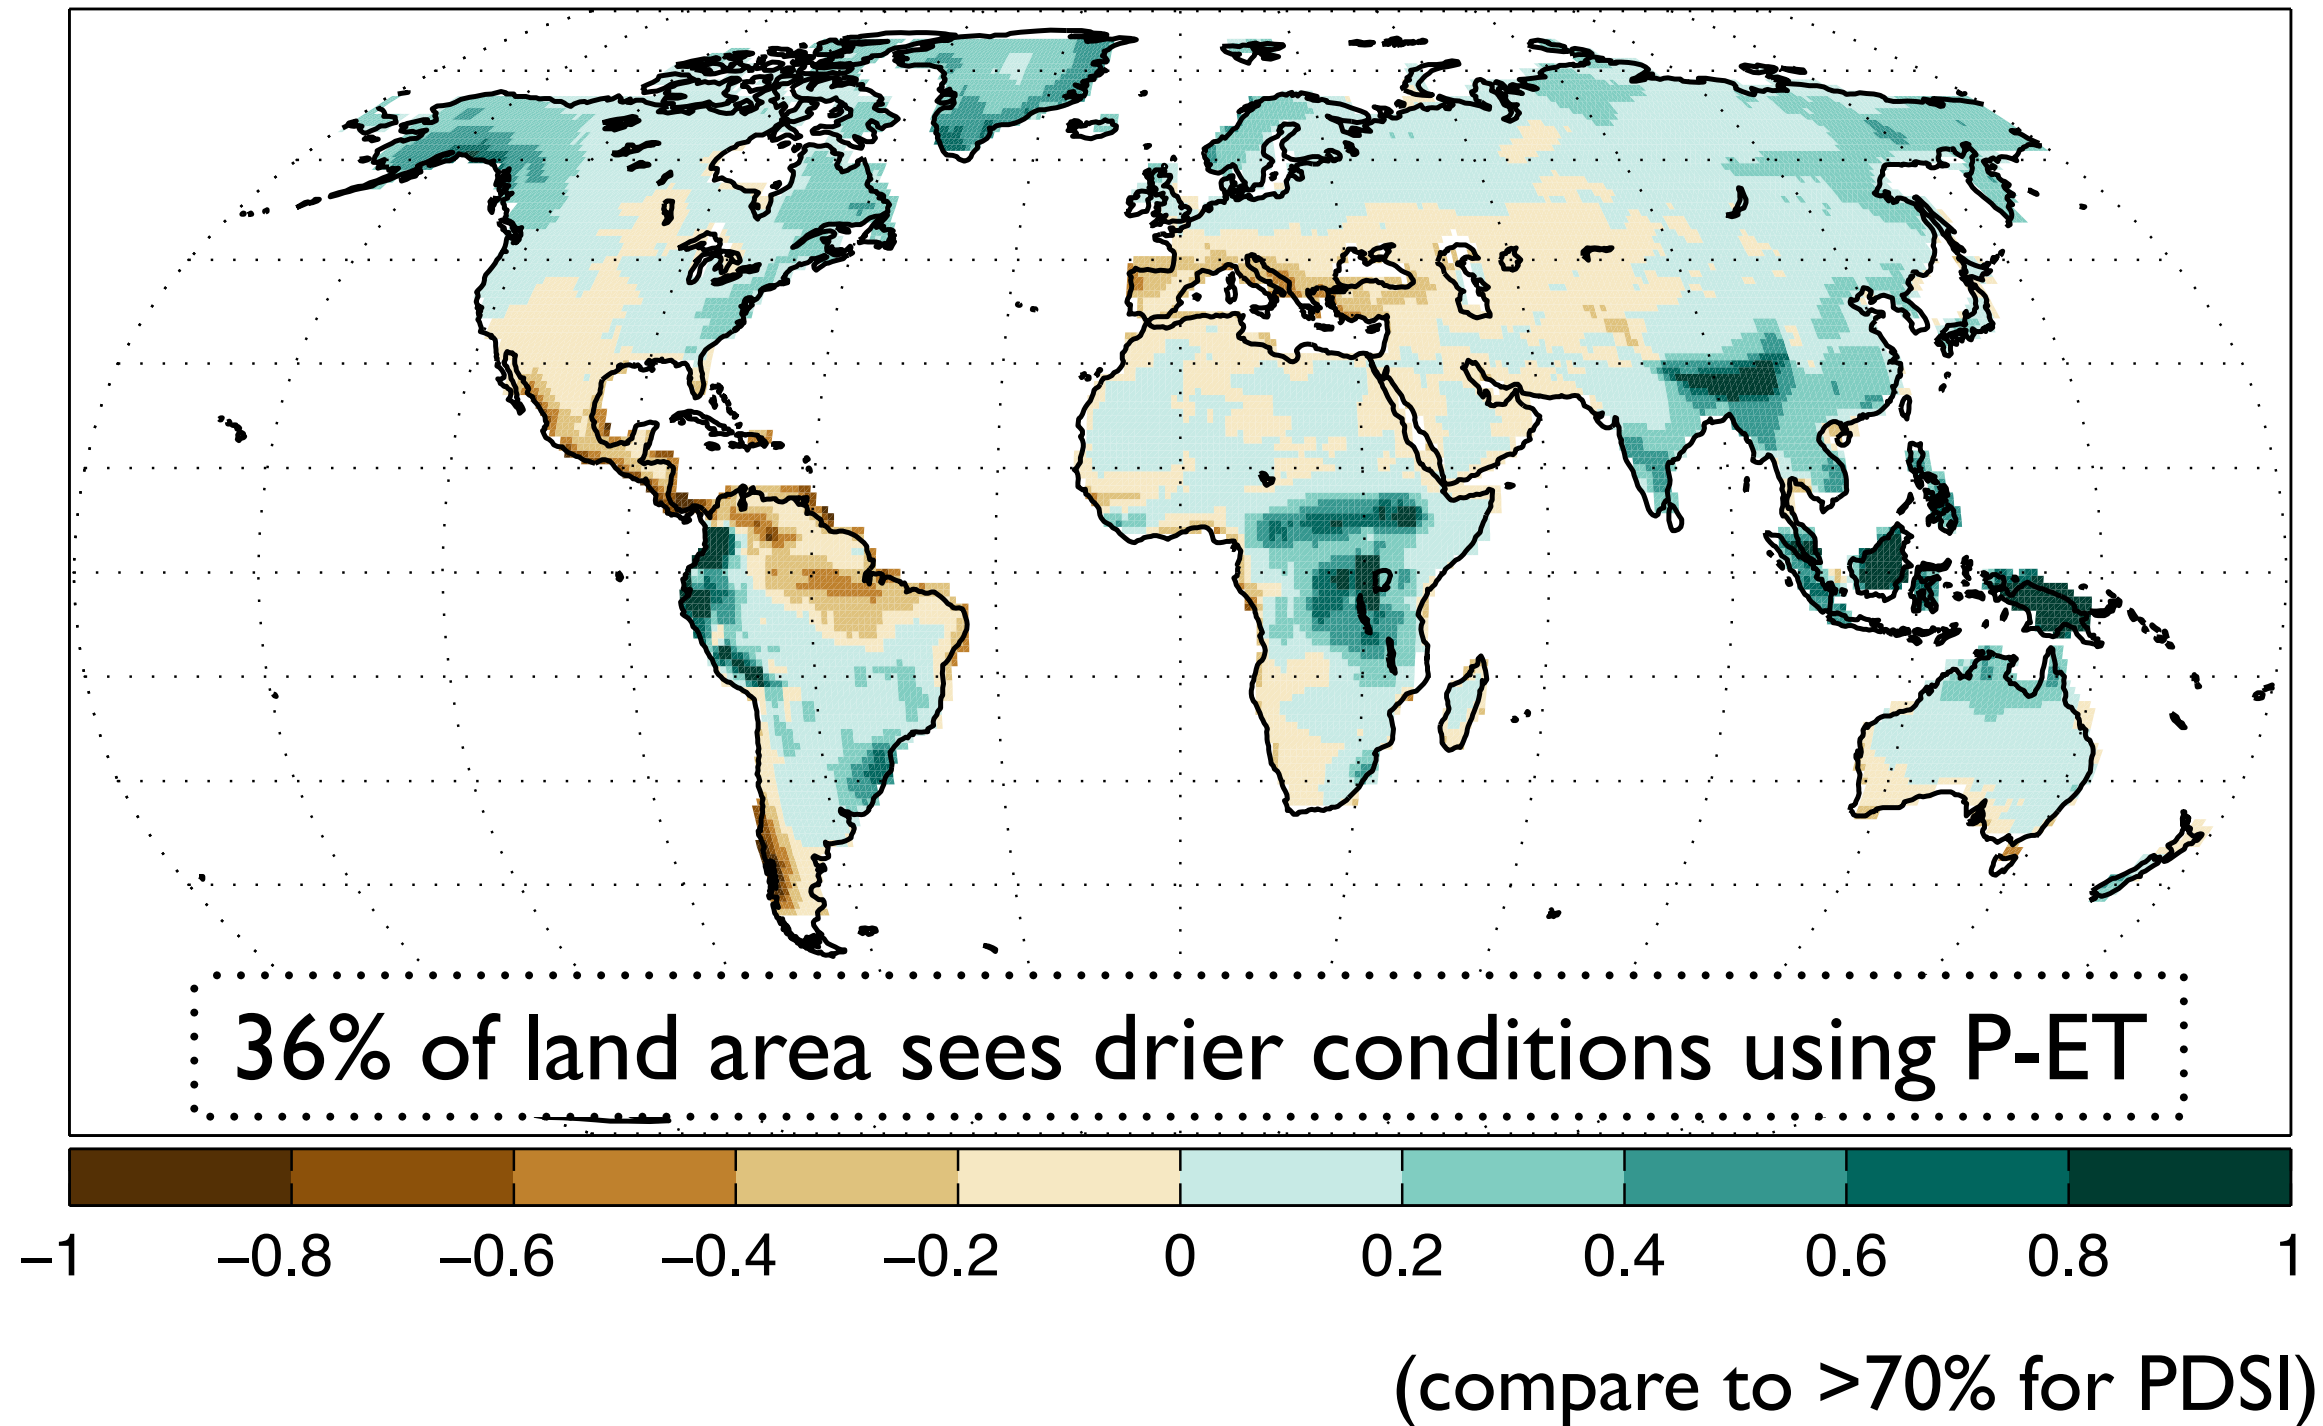 36% of land area sees drier conditions using P-ET
−1 −0.8 −0.6 −0.4 −0.2 0 0.2 0.4 0.6 0.8 1
(compare to >70% for PDSI)